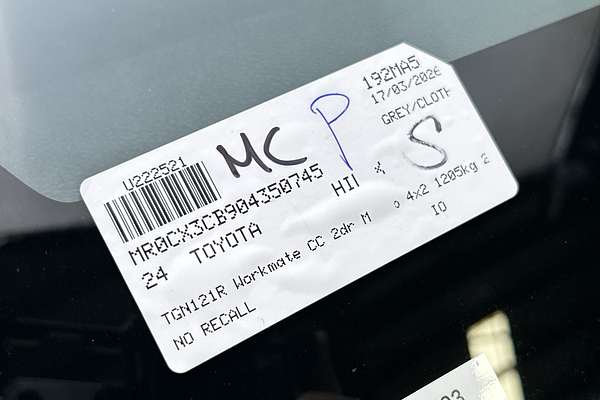 192MA5
17/03/2026
GREY/CLOTH
U222521
MC P S
MR0CX3CB904350745
24 TOYOTA HI
TGN121R Workmate CC 2dr M 4x2 1205kg 2
NO RECALL IO
03